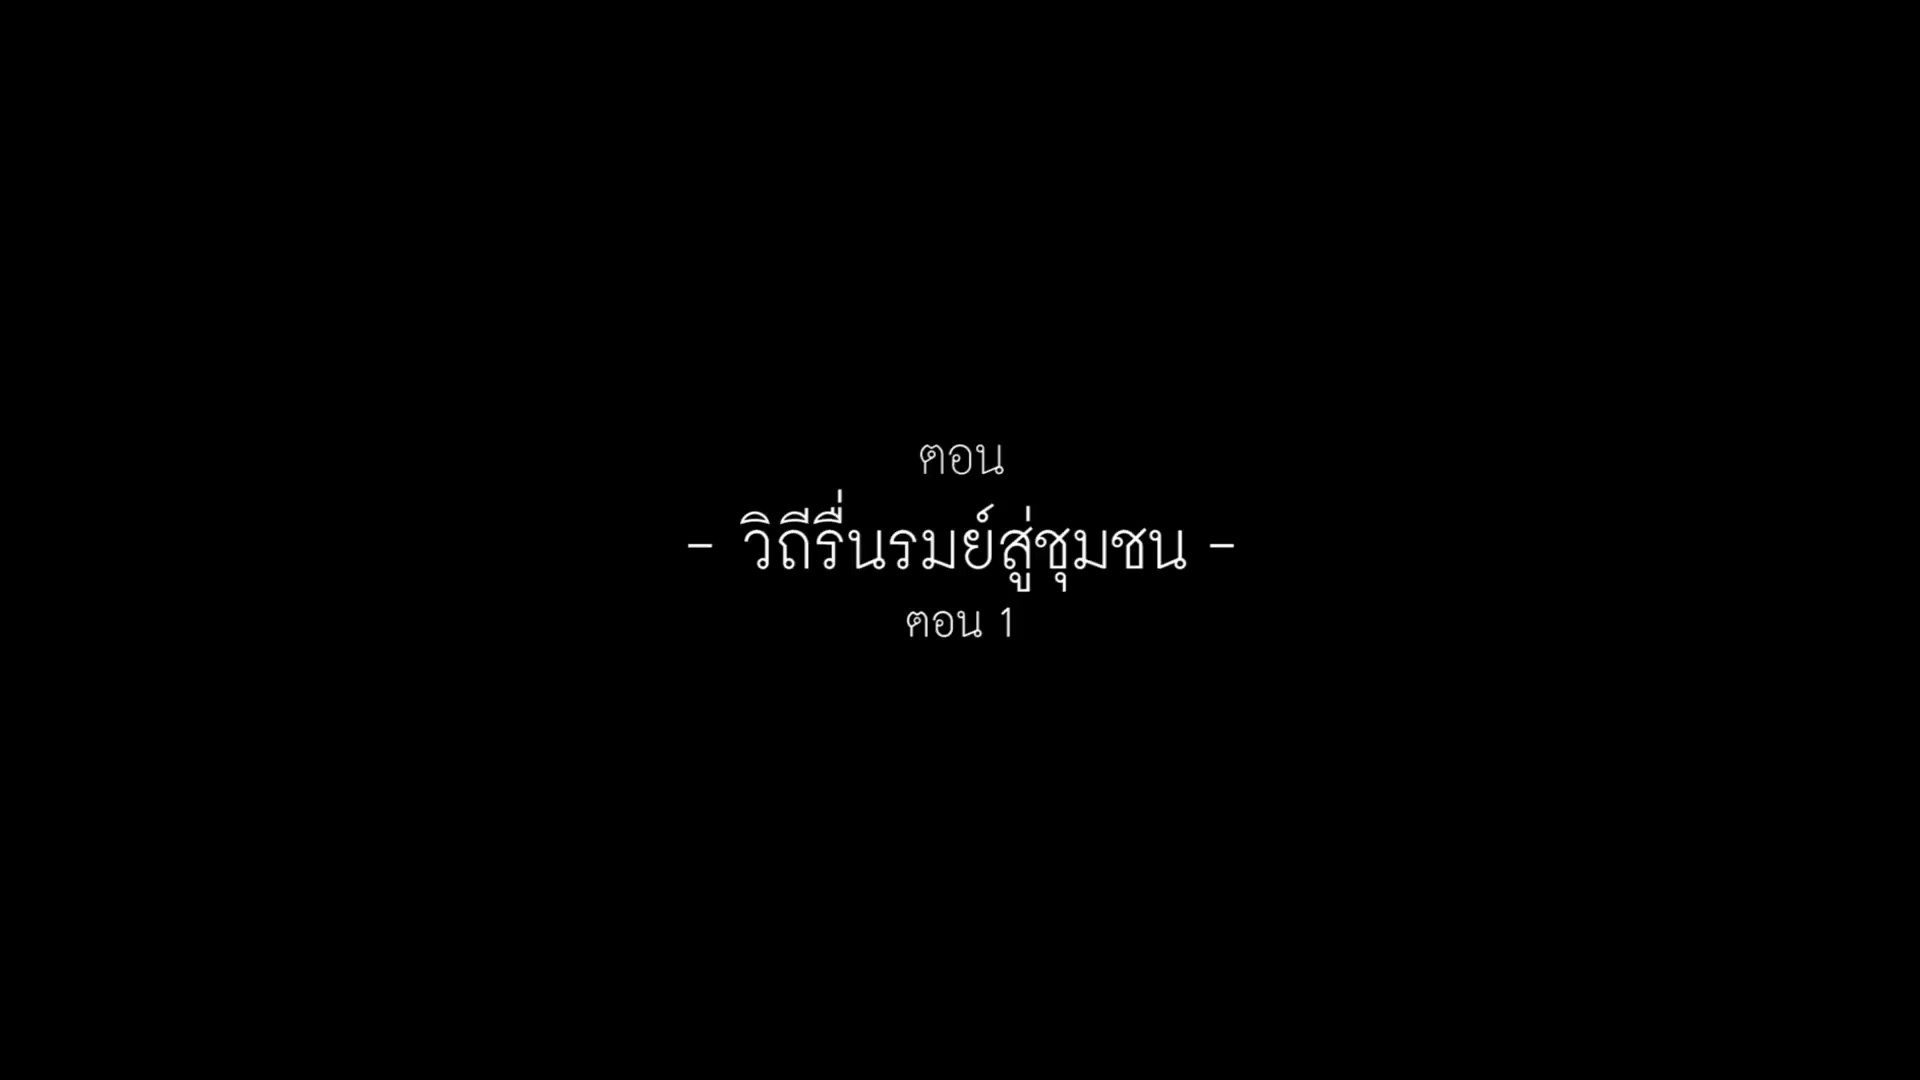 ตอน
- วิถีรื่นรมย์สู่ชุมชน -
ตอน 1